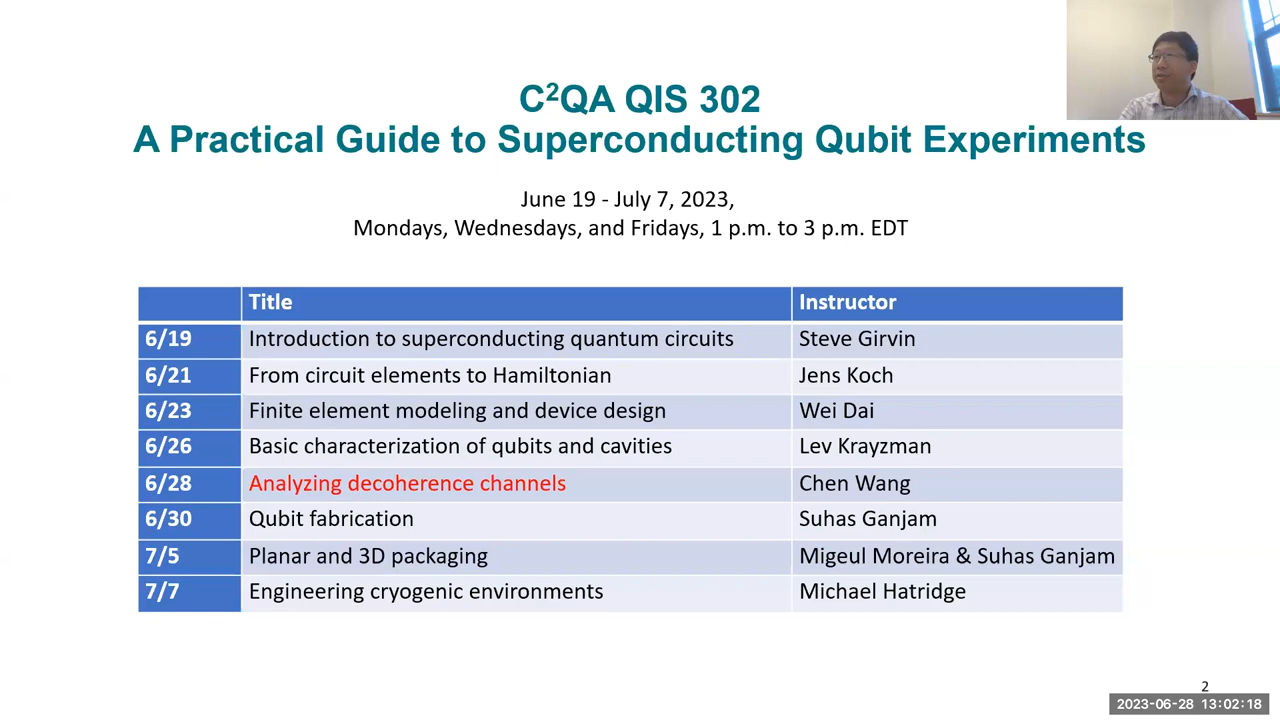 C²QA QIS 302
A Practical Guide to Superconducting Qubit Experiments
June 19 - July 7, 2023,
Mondays, Wednesdays, and Fridays, 1 p.m. to 3 p.m. EDT
Title Instructor
6/19 Introduction to superconducting quantum circuits Steve Girvin
6/21 From circuit elements to Hamiltonian Jens Koch
6/23 Finite element modeling and device design Wei Dai
6/26 Basic characterization of qubits and cavities Lev Krayzman
6/28 Analyzing decoherence channels Chen Wang
6/30 Qubit fabrication Suhas Ganjam
7/5 Planar and 3D packaging Migeul Moreira & Suhas Ganjam
7/7 Engineering cryogenic environments Michael Hatridge
2
2023-06-28 13:02:18